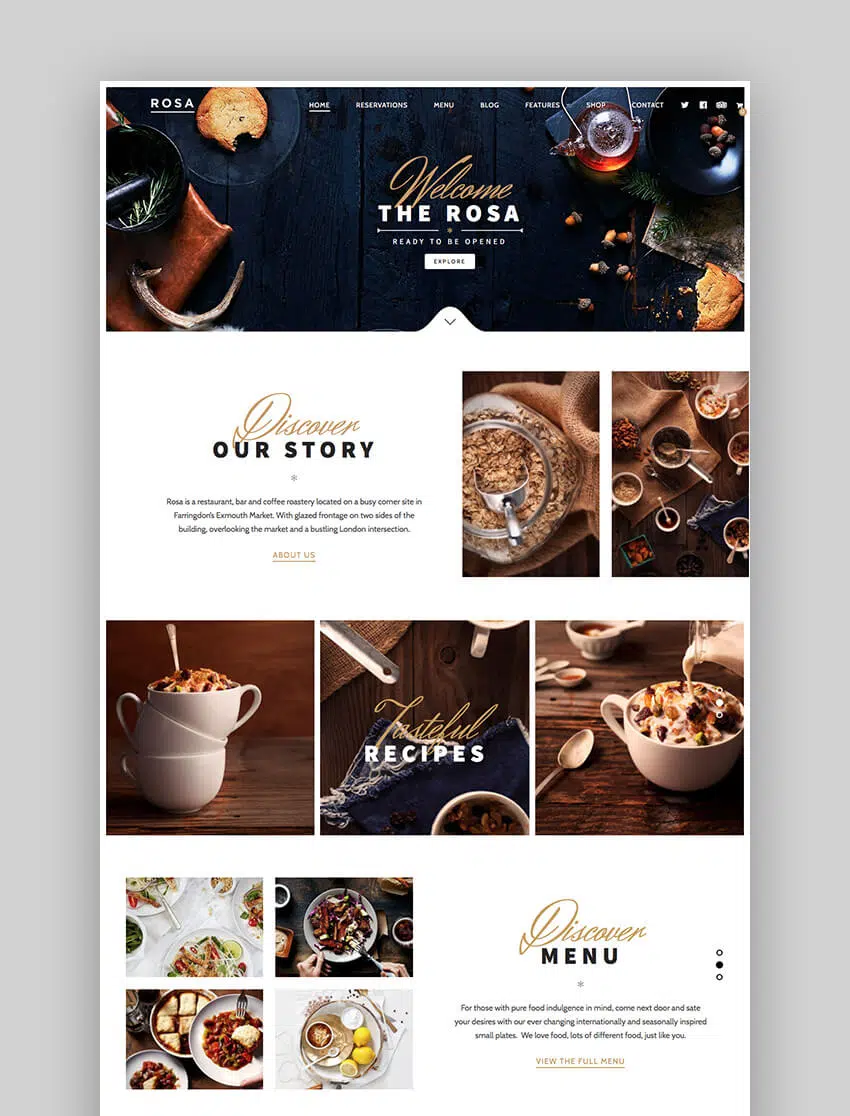 ROSA
HOME RESERVATIONS MENU BLOG FEATURES SHOP CONTACT
Welcome
THE ROSA
READY TO BE OPENED
EXPLORE
Discover
OUR STORY
Rosa is a restaurant, bar and coffee roastery located on a busy corner site in
Farringdon's Exmouth Market. With glazed frontage on two sides of the
building, overlooking the market and a bustling London intersection.
ABOUT US
Tasteful
RECIPES
Discover
MENU
For those with pure food indulgence in mind, come next door and sate
your desires with our ever changing internationally and seasonally inspired
small plates. We love food, lots of different food, just like you.
VIEW THE FULL MENU